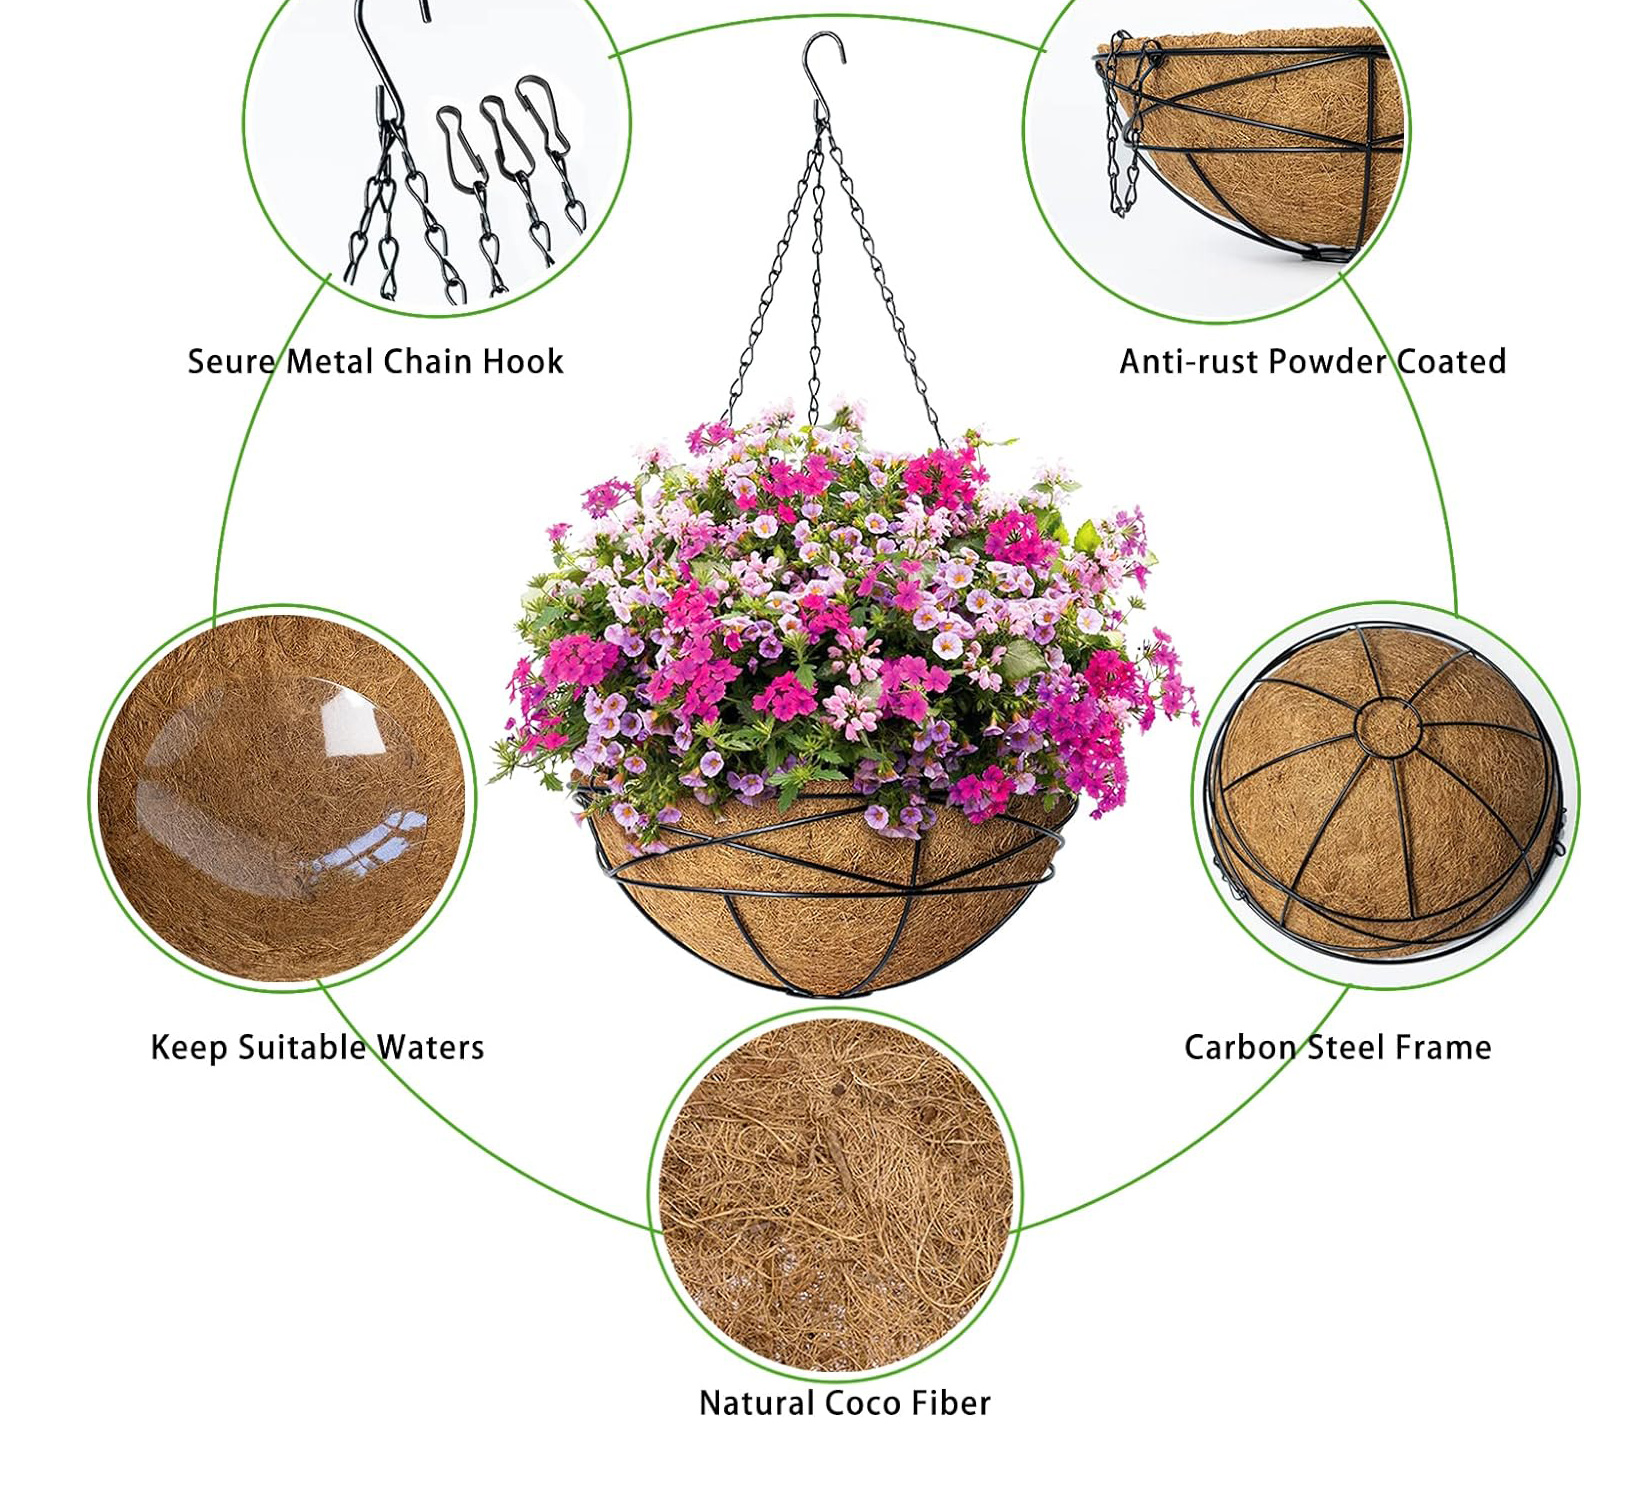 Seure Metal Chain Hook
Anti-rust Powder Coated
Keep Suitable Waters
Carbon Steel Frame
Natural Coco Fiber